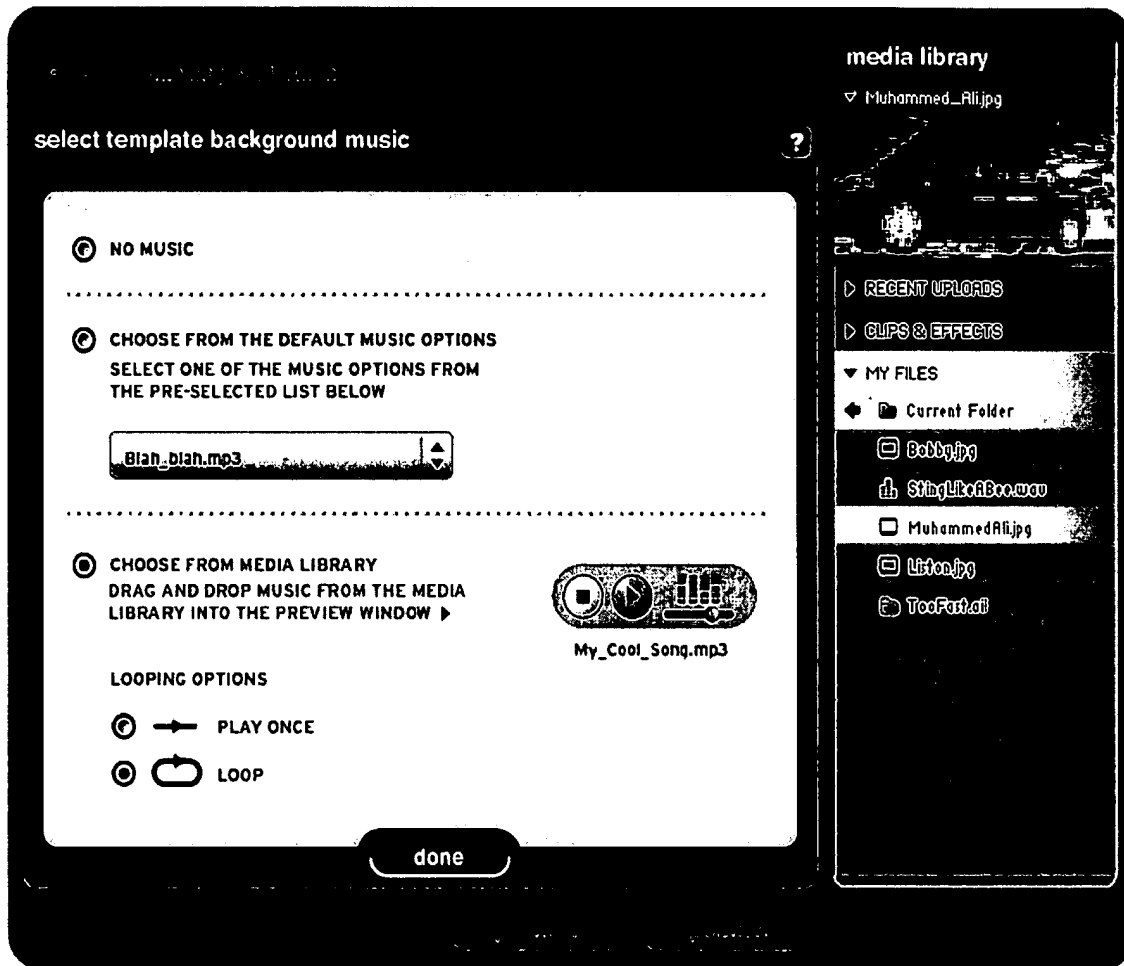 media library
Muhammed_Ali.jpg
select template background music
?
NO MUSIC
CHOOSE FROM THE DEFAULT MUSIC OPTIONS
SELECT ONE OF THE MUSIC OPTIONS FROM
THE PRE-SELECTED LIST BELOW
Blah_blah.mp3
CHOOSE FROM MEDIA LIBRARY
DRAG AND DROP MUSIC FROM THE MEDIA
LIBRARY INTO THE PREVIEW WINDOW
My_Cool_Song.mp3
LOOPING OPTIONS
PLAY ONCE
LOOP
done
RECENT UPLOADS
CLIPS & EFFECTS
MY FILES
Current Folder
Bobby.jpg
StingLikeABee.wav
MuhammedAli.jpg
Liston.jpg
TooFast.aii